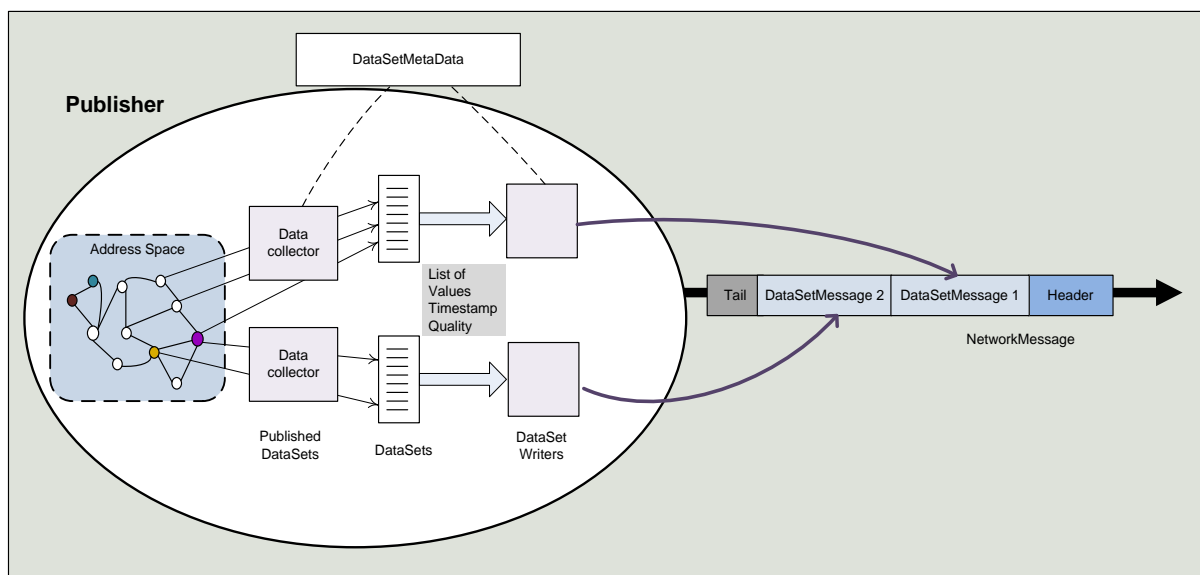 DataSetMetaData
Publisher
Address Space
Data
collector
List of
Values
Timestamp
Quality
Data
collector
Published
DataSets
DataSets
DataSet
Writers
Tail
DataSetMessage 2
DataSetMessage 1
Header
NetworkMessage